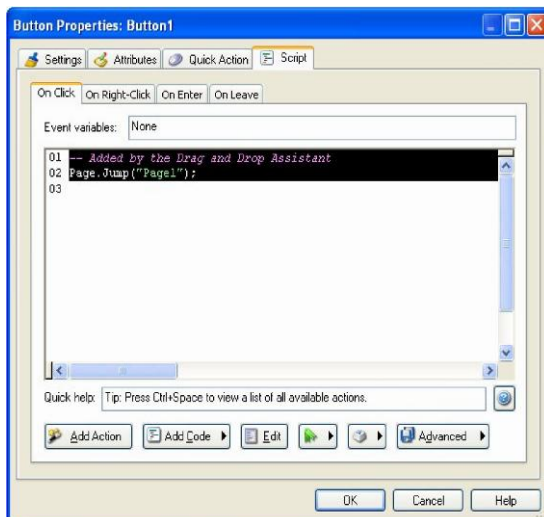 Button Properties: Button1
Settings Attributes Quick Action Script
On Click On Right-Click On Enter On Leave
Event variables: None
01 -- Added by the Drag and Drop Assistant
02 Page.Jump("Page1");
03
Quick help: Tip: Press Ctrl+Space to view a list of all available actions.
Add Action Add Code Edit Advanced
OK Cancel Help